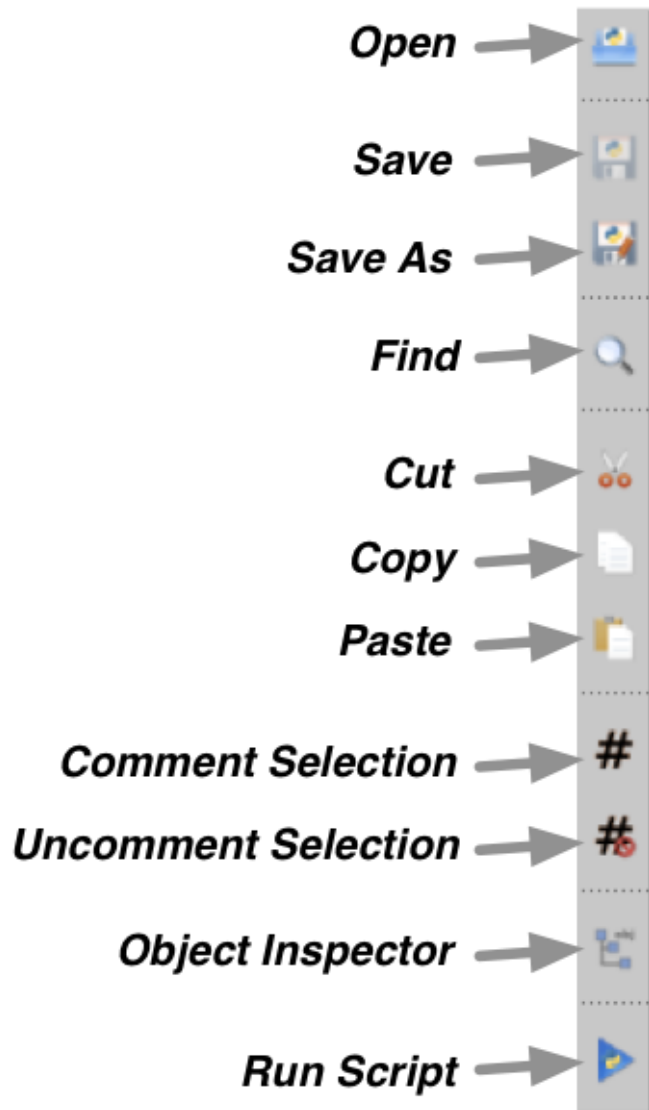 Open
Save
Save As
Find
Cut
Copy
Paste
#
Comment Selection
#
Uncomment Selection
Object Inspector
Run Script